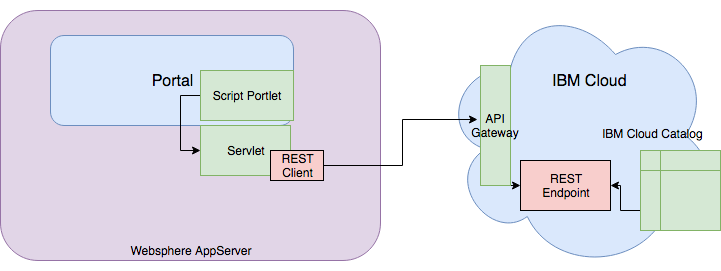 Portal
Script Portlet
Servlet
REST
Client
Websphere AppServer
IBM Cloud
API
Gateway
IBM Cloud Catalog
REST
Endpoint